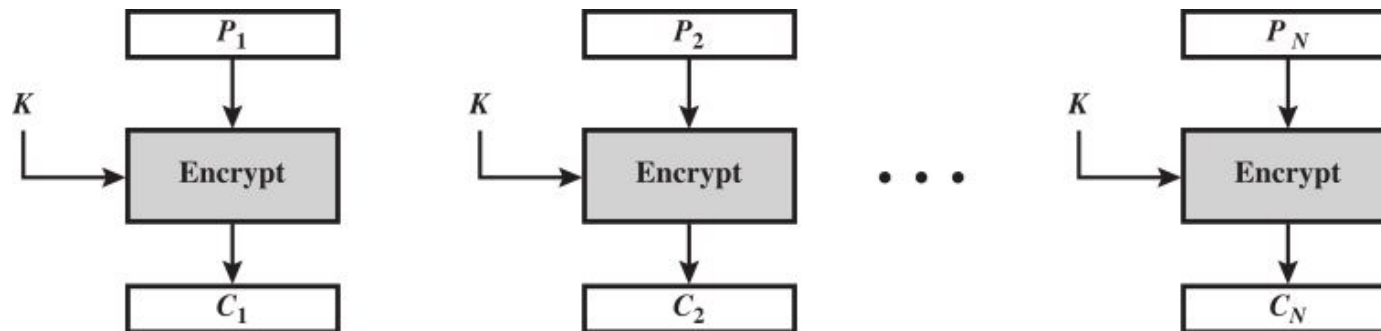 P1 P2 PN
K K K
Encrypt Encrypt • • • Encrypt
C1 C2 CN